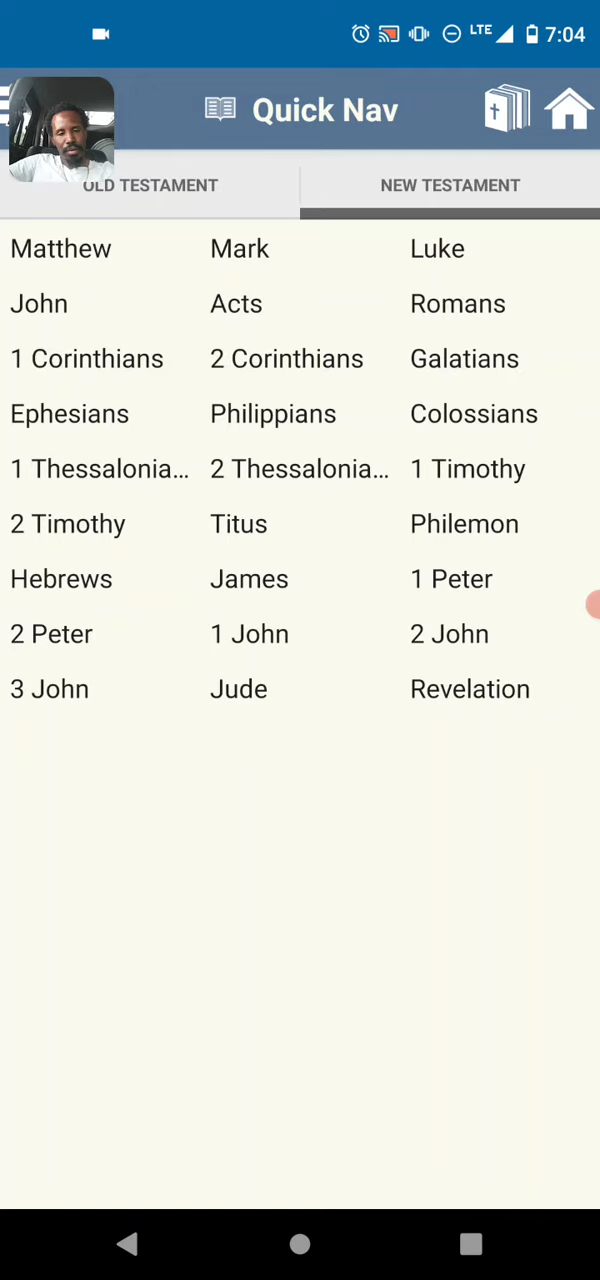 LTE 7:04
Quick Nav
OLD TESTAMENT NEW TESTAMENT
Matthew Mark Luke
John Acts Romans
1 Corinthians 2 Corinthians Galatians
Ephesians Philippians Colossians
1 Thessalonia... 2 Thessalonia... 1 Timothy
2 Timothy Titus Philemon
Hebrews James 1 Peter
2 Peter 1 John 2 John
3 John Jude Revelation